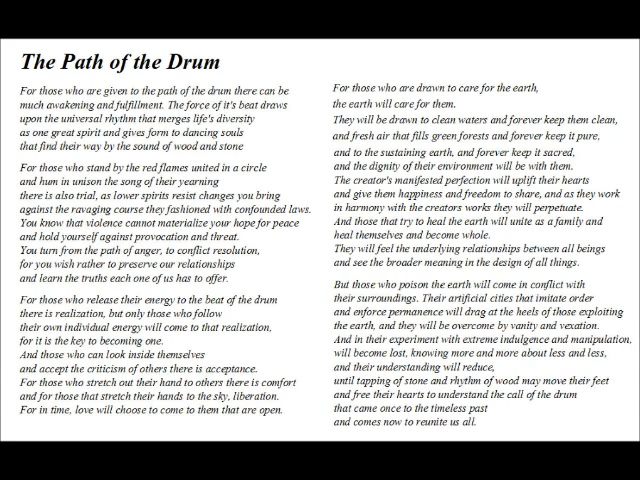 The Path of the Drum
For those who are given to the path of the drum there can be
much awakening and fulfillment. The force of it's beat draws
upon the universal rhythm that merges life's diversity
as one great spirit and gives form to dancing souls
that find their way by the sound of wood and stone
For those who stand by the red flames united in a circle
and hum in unison the song of their yearning
there is also trial, as lower spirits resist changes you bring
against the ravaging course they fashioned with confounded laws.
You know that violence cannot materialize your hope for peace
and hold yourself against provocation and threat.
You turn from the path of anger, to conflict resolution,
for you wish rather to preserve our relationships
and learn the truths each one of us has to offer.
For those who release their energy to the beat of the drum
there is realization, but only those who follow
their own individual energy will come to that realization,
for it is the key to becoming one.
And those who can look inside themselves
and accept the criticism of others there is acceptance.
For those who stretch out their hand to others there is comfort
and for those that stretch their hands to the sky, liberation.
For in time, love will choose to come to them that are open.
For those who are drawn to care for the earth,
the earth will care for them.
They will be drawn to clean waters and forever keep them clean,
and fresh air that fills green forests and forever keep it pure,
and to the sustaining earth, and forever keep it sacred,
and the dignity of their environment will be with them.
The creator's manifested perfection will uplift their hearts
and give them happiness and freedom to share, and as they work
in harmony with the creators works they will perpetuate.
And those that try to heal the earth will unite as a family and
heal themselves and become whole.
They will feel the underlying relationships between all beings
and see the broader meaning in the design of all things.
But those who poison the earth will come in conflict with
their surroundings. Their artificial cities that imitate order
and enforce permanence will drag at the heels of those exploiting
the earth, and they will be overcome by vanity and vexation.
And in their experiment with extreme indulgence and manipulation,
will become lost, knowing more and more about less and less,
and their understanding will reduce,
until tapping of stone and rhythm of wood may move their feet
and free their hearts to understand the call of the drum
that came once to the timeless past
and comes now to reunite us all.